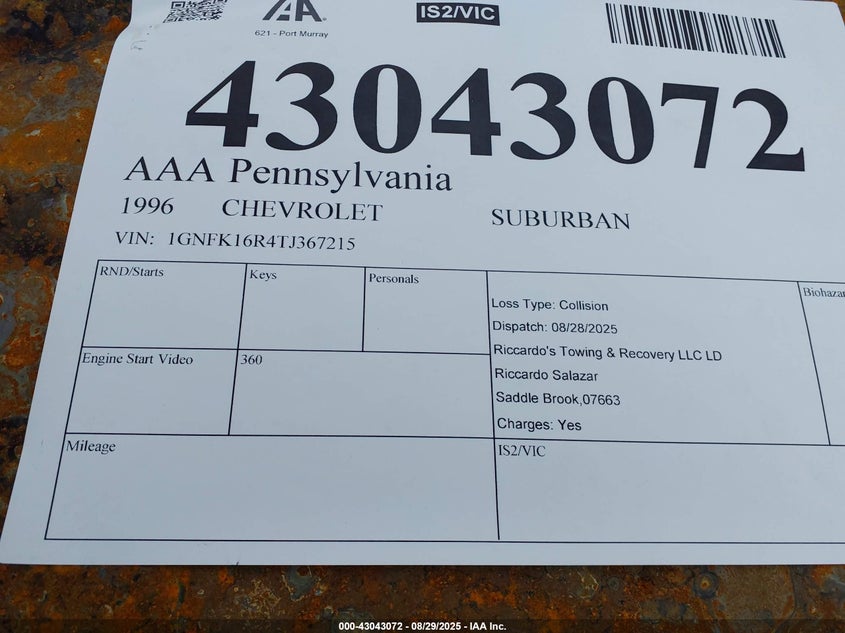 IAA.
IS2/VIC
621 - Port Murray
43043072
AAA Pennsylvania
1996 CHEVROLET SUBURBAN
VIN: 1GNFK16R4TJ367215
RND/Starts
Keys
Personals
Loss Type: Collision
Dispatch: 08/28/2025
Riccardo's Towing & Recovery LLC LD
Riccardo Salazar
Saddle Brook,07663
Charges: Yes
Engine Start Video
360
Mileage
IS2/VIC
000-43043072 - 08/29/2025 - IAA Inc.